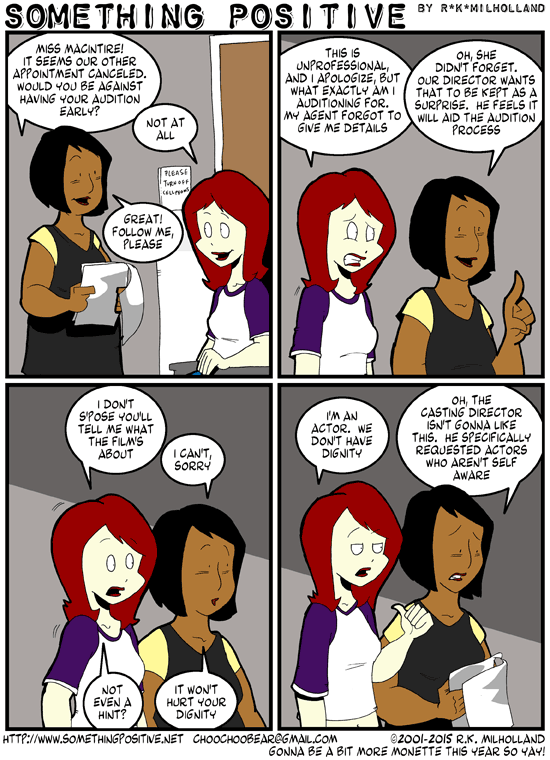 SOMETHING POSITIVE BY R*K*MILHOLLAND
MISS MACINTIRE!
IT SEEMS OUR OTHER
APPOINTMENT CANCELED.
WOULD YOU BE AGAINST
HAVING YOUR AUDITION
EARLY?
NOT AT
ALL
PLEASE
TURN OFF
CELLPHONES
GREAT!
FOLLOW ME,
PLEASE
THIS IS
UNPROFESSIONAL,
AND I APOLOGIZE, BUT
WHAT EXACTLY AM I
AUDITIONING FOR.
MY AGENT FORGOT TO
GIVE ME DETAILS
OH, SHE
DIDN'T FORGET.
OUR DIRECTOR WANTS
THAT TO BE KEPT AS A
SURPRISE. HE FEELS IT
WILL AID THE AUDITION
PROCESS
I DON'T
S'POSE YOU'LL
TELL ME WHAT
THE FILM'S
ABOUT
I CAN'T,
SORRY
NOT
EVEN A
HINT?
IT WON'T
HURT YOUR
DIGNITY
I'M AN
ACTOR. WE
DON'T HAVE
DIGNITY
OH, THE
CASTING DIRECTOR
ISN'T GONNA LIKE
THIS. HE SPECIFICALLY
REQUESTED ACTORS
WHO AREN'T SELF
AWARE
HTTP://WWW.SOMETHINGPOSITIVE.NET CHOOCHOOBEAR@GMAIL.COM ©2001-2015 R.K. MILHOLLAND
GONNA BE A BIT MORE MONETTE THIS YEAR SO YAY!